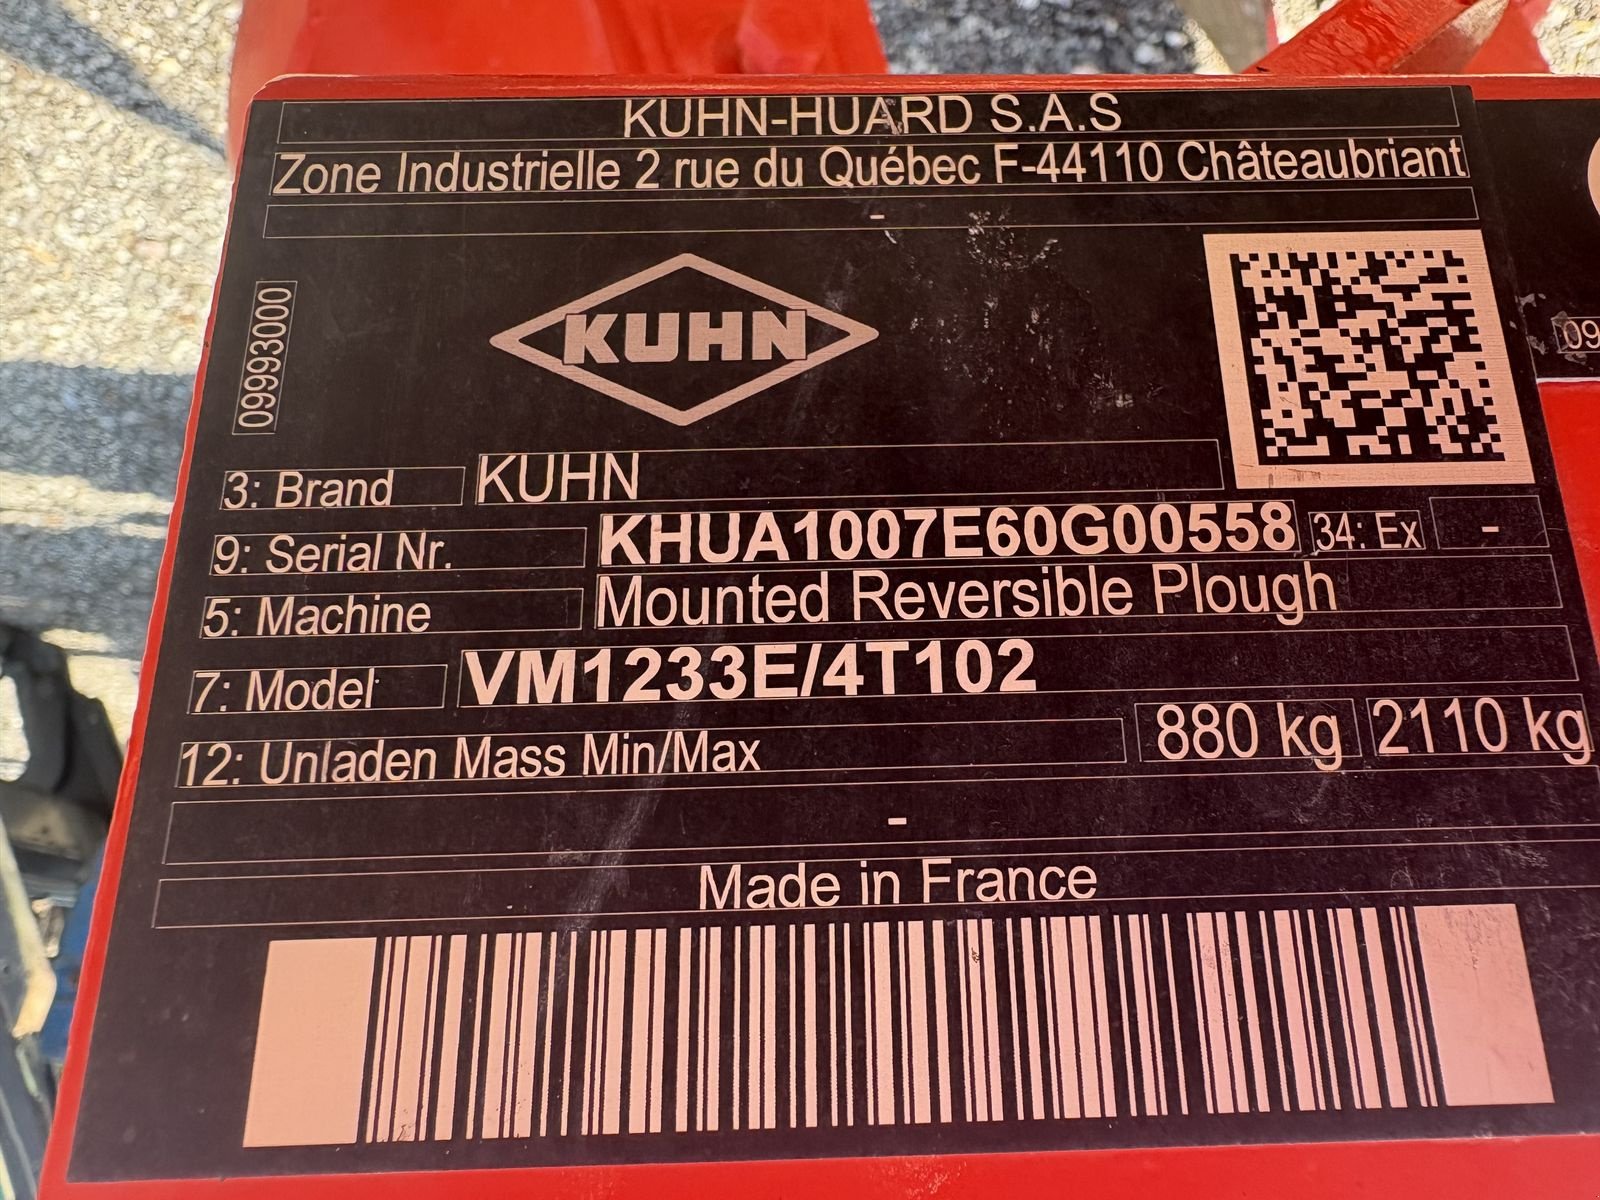 KUHN-HUARD S.A.S
Zone Industrielle 2 rue du Québec F-44110 Châteaubriant
-
09993000
KUHN
3: Brand KUHN
9: Serial Nr. KHUA1007E60G00558 34: Ex -
5: Machine Mounted Reversible Plough
7: Model VM1233E/4T102
12: Unladen Mass Min/Max 880 kg 2110 kg
-
Made in France
09